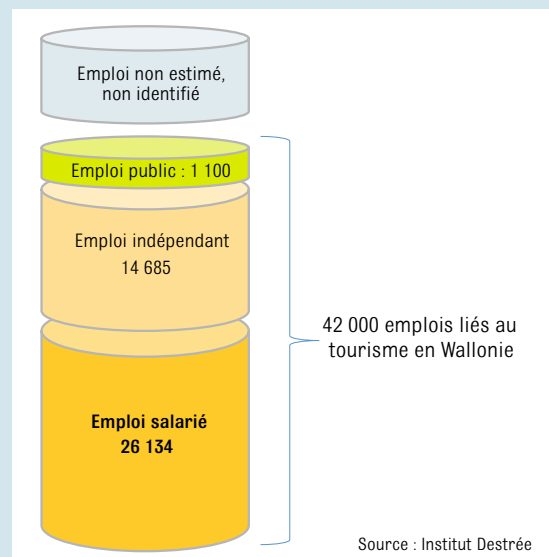 Emploi non estimé,
non identifié
Emploi public : 1 100
Emploi indépendant
14 685
42 000 emplois liés au
tourisme en Wallonie
Emploi salarié
26 134
Source : Institut Destrée